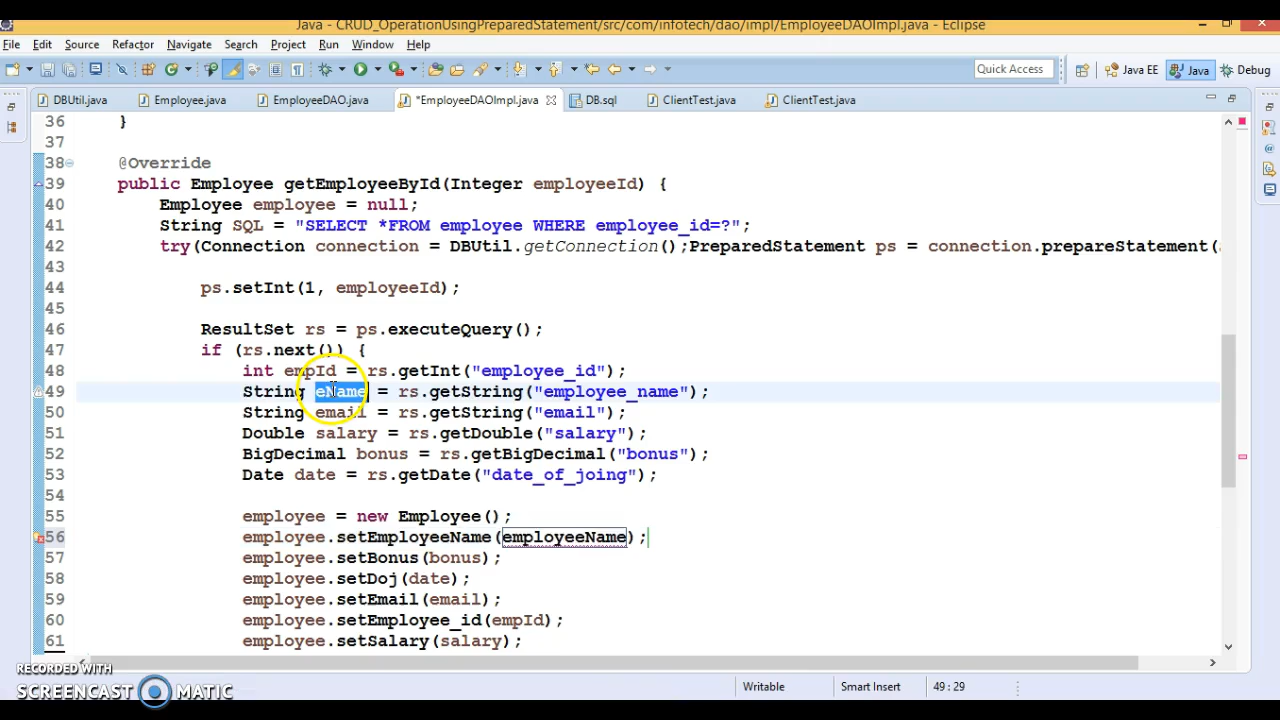 Java - CRUD_OperationUsingPreparedStatement/src/com/infotech/dao/impl/EmployeeDAOImpl.java - Eclipse
File Edit Source Refactor Navigate Search Project Run Window Help
Quick Access Java EE Java Debug
DBUtil.java Employee.java EmployeeDAO.java *EmployeeDAOImpl.java DB.sql ClientTest.java ClientTest.java
36 }
37
38 @Override
39 public Employee getEmployeeById(Integer employeeId) {
40 Employee employee = null;
41 String SQL = "SELECT *FROM employee WHERE employee_id=?";
42 try(Connection connection = DBUtil.getConnection();PreparedStatement ps = connection.prepareStatement(
43
44 ps.setInt(1, employeeId);
45
46 ResultSet rs = ps.executeQuery();
47 if (rs.next()) {
48 int empId = rs.getInt("employee_id");
49 String eName = rs.getString("employee_name");
50 String email = rs.getString("email");
51 Double salary = rs.getDouble("salary");
52 BigDecimal bonus = rs.getBigDecimal("bonus");
53 Date date = rs.getDate("date_of_joing");
54
55 employee = new Employee();
56 employee.setEmployeeName(employeeName);
57 employee.setBonus(bonus);
58 employee.setDoj(date);
59 employee.setEmail(email);
60 employee.setEmployee_id(empId);
61 employee.setSalary(salary);
RECORDED WITH
SCREENCAST MATIC
Writable Smart Insert 49 : 29